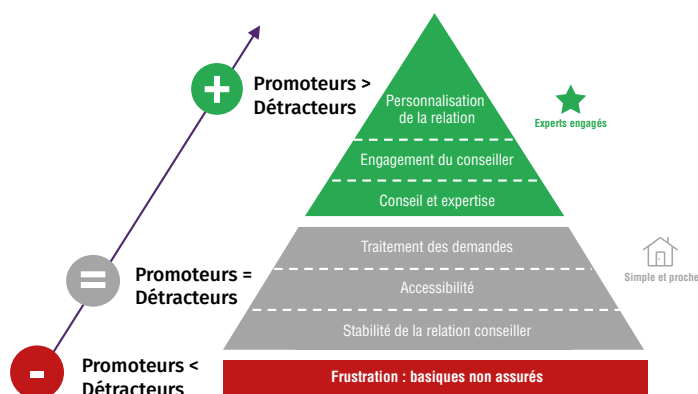 +
Promoteurs >
Détracteurs
Personnalisation
de la relation
Experts engagés
Engagement du conseiller
Conseil et expertise
=
Promoteurs =
Détracteurs
Traitement des demandes
Accessibilité
Stabilité de la relation conseiller
Simple et proche
-
Promoteurs <
Détracteurs
Frustration : basiques non assurés